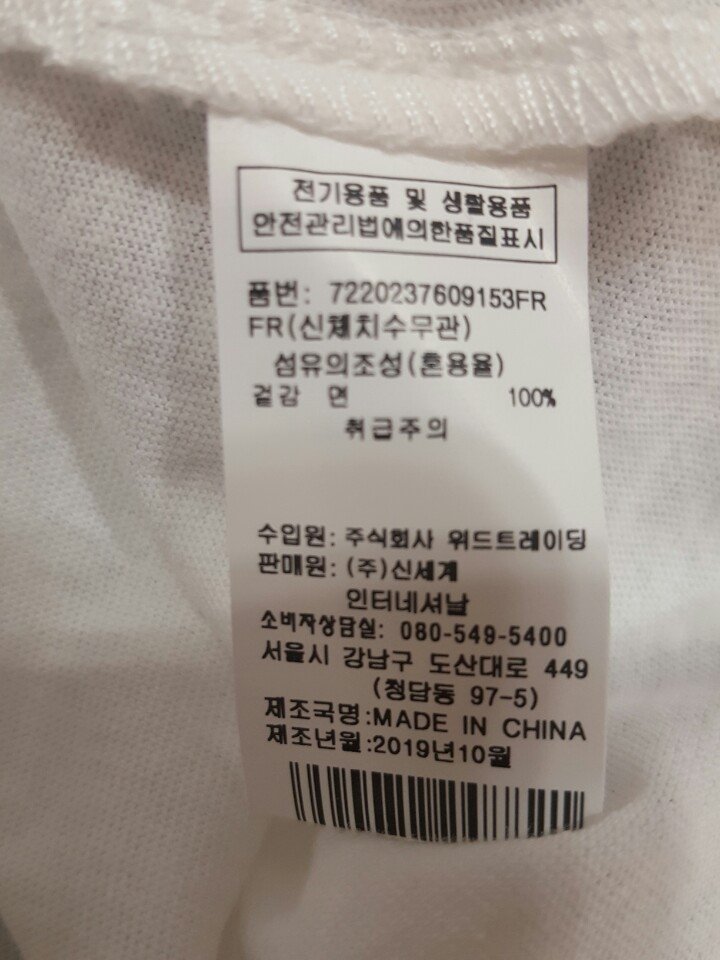 전기용품 및 생활용품
안전관리법에의한품질표시
품번: 7220237609153FR
FR(신체치수무관)
섬유의조성(혼용율)
겉감 면 100%
취급주의
수입원: 주식회사 위드트레이딩
판매원: (주)신세계
인터네셔날
소비자상담실: 080-549-5400
서울시 강남구 도산대로 449
(청담동 97-5)
제조국명:MADE IN CHINA
제조년월:2019년10월